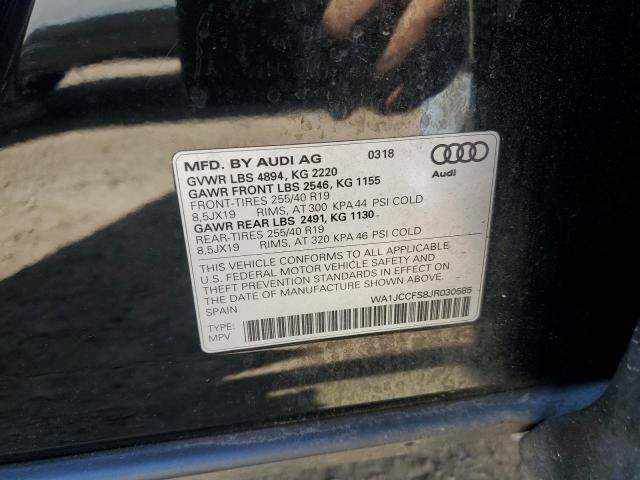 MFD. BY AUDI AG 0318
GVWR LBS 4894, KG 2220
GAWR FRONT LBS 2546, KG 1155
FRONT-TIRES 255/40 R19
8,5JX19 RIMS, AT 300 KPA 44 PSI COLD
GAWR REAR LBS 2491, KG 1130
REAR-TIRES 255/40 R19
8,5JX19 RIMS, AT 320 KPA 46 PSI COLD
Audi
THIS VEHICLE CONFORMS TO ALL APPLICABLE
U.S. FEDERAL MOTOR VEHICLE SAFETY AND
THEFT PREVENTION STANDARDS IN EFFECT ON
THE DATE OF MANUFACTURE SHOWN ABOVE
SPAIN
WA1JCCFS8JR030585
TYPE:
MPV